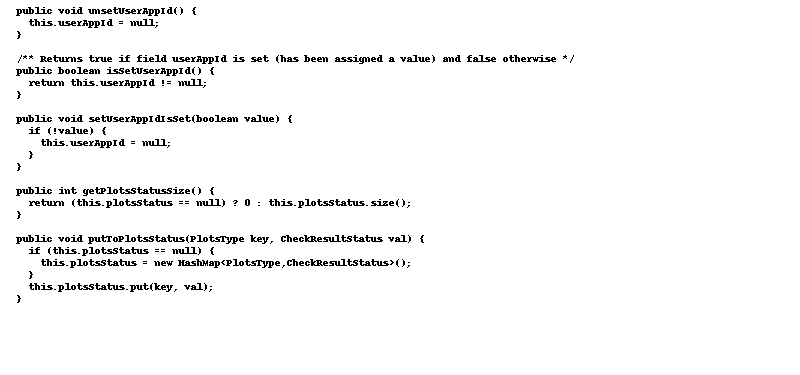 public void unsetUserAppId() {
this.userAppId = null;
}
/** Returns true if field userAppId is set (has been assigned a value) and false otherwise */
public boolean isSetUserAppId() {
return this.userAppId != null;
}
public void setUserAppIdIsSet(boolean value) {
if (!value) {
this.userAppId = null;
}
}
public int getPlotsStatusSize() {
return (this.plotsStatus == null) ? 0 : this.plotsStatus.size();
}
public void putToPlotsStatus(PlotsType key, CheckResultStatus val) {
if (this.plotsStatus == null) {
this.plotsStatus = new HashMap<PlotsType,CheckResultStatus>();
}
this.plotsStatus.put(key, val);
}